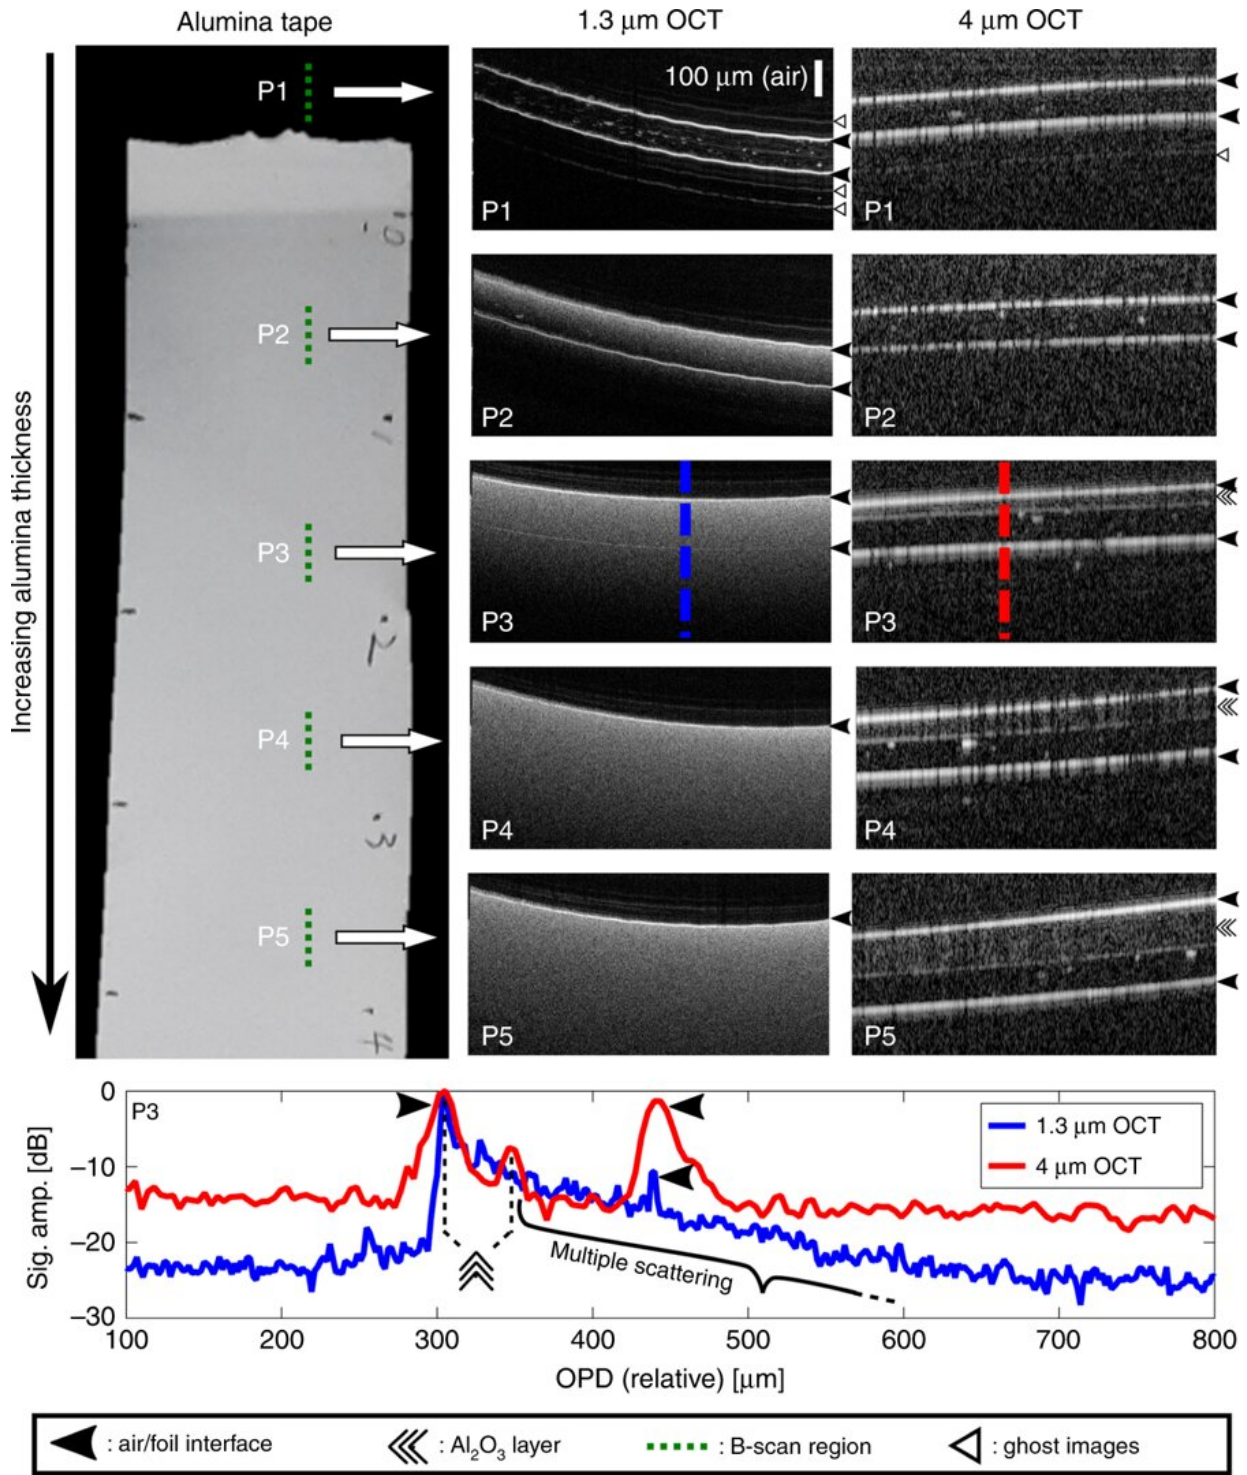 Alumina tape
1.3 µm OCT
4 µm OCT
Increasing alumina thickness
P1
P2
P3
P4
P5
0
1
2
3
4
100 µm (air)
P1
P1
P2
P2
P3
P3
P4
P4
P5
P5
P3
1.3 µm OCT
4 µm OCT
Multiple scattering
Sig. amp. [dB]
0
−10
−20
−30
100 200 300 400 500 600 700 800
OPD (relative) [µm]
: air/foil interface : Al₂O₃ layer : B-scan region : ghost images